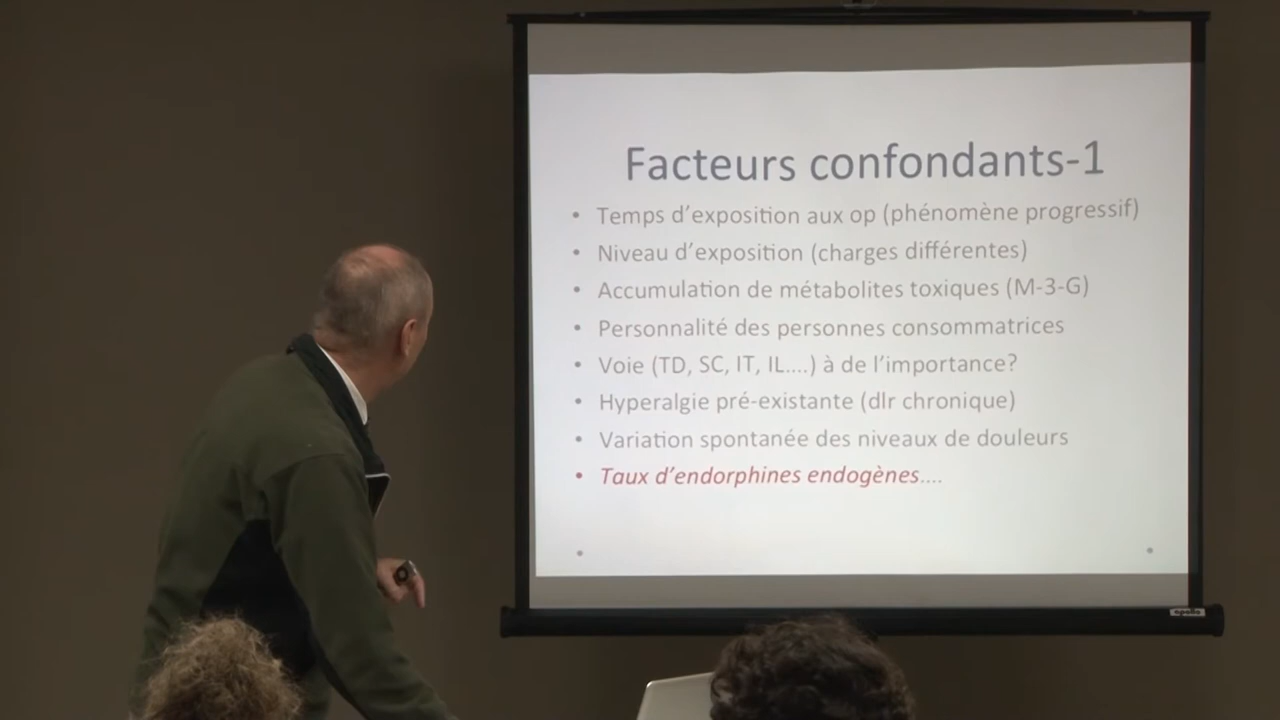 Facteurs confondants-1
• Temps d’exposition aux op (phénomène progressif)
• Niveau d’exposition (charges différentes)
• Accumulation de métabolites toxiques (M-3-G)
• Personnalité des personnes consommatrices
• Voie (TD, SC, IT, IL....) à de l’importance?
• Hyperalgie pré-existante (dlr chronique)
• Variation spontanée des niveaux de douleurs
• Taux d’endorphines endogènes....
apollo